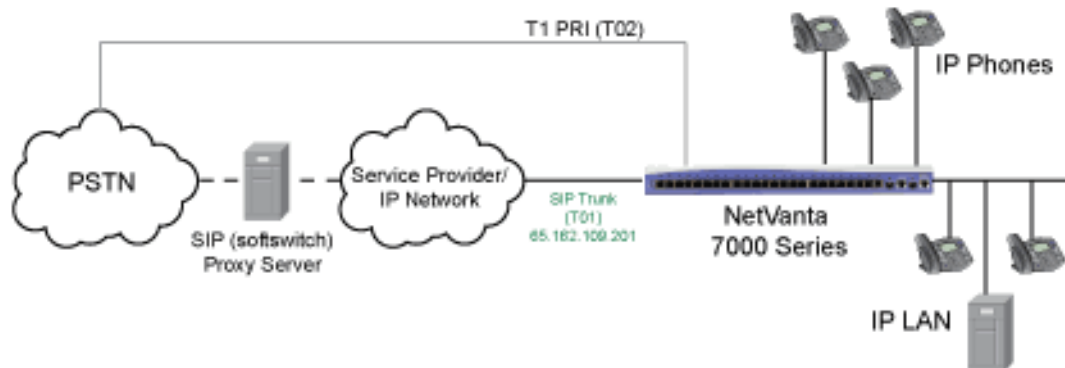 T1 PRI (T02)
IP Phones
PSTN
Service Provider/
IP Network
SIP Trunk
(T01)
65.162.109.201
NetVanta
7000 Series
SIP (softswitch)
Proxy Server
IP LAN